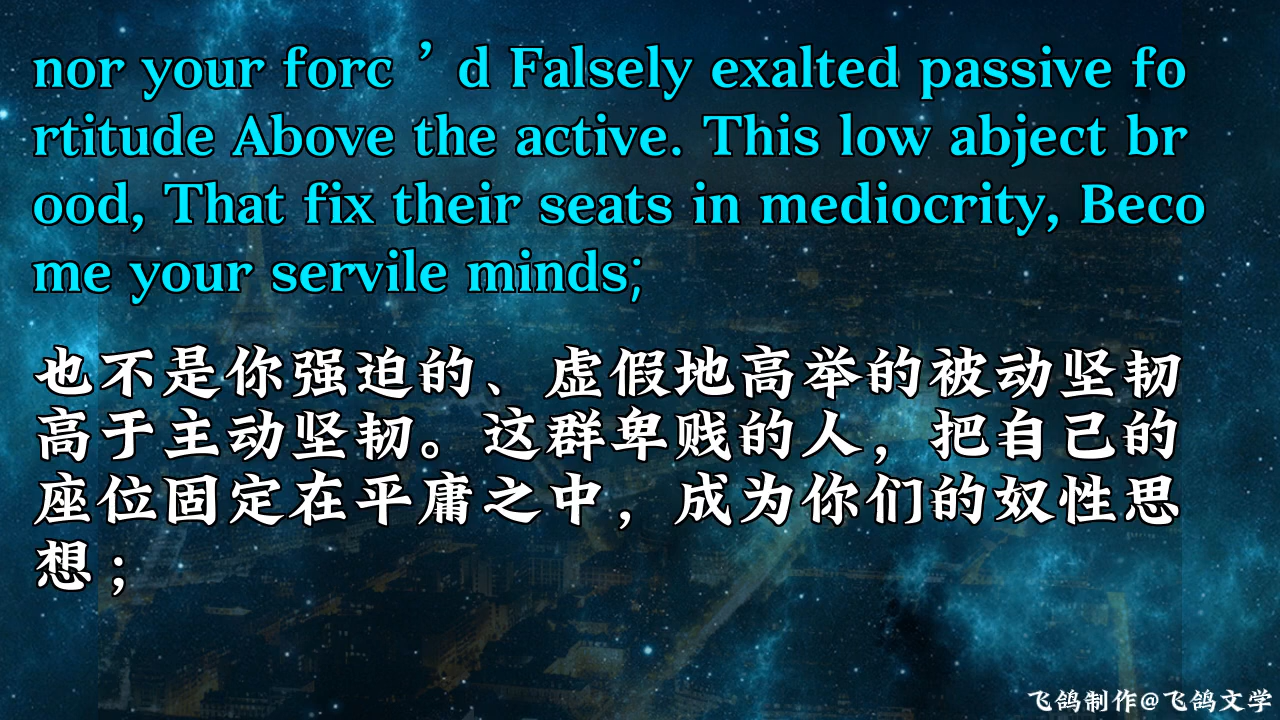 nor your forc ’ d Falsely exalted passive fo
rtitude Above the active. This low abject br
ood, That fix their seats in mediocrity, Beco
me your servile minds;
也不是你强迫的、虚假地高举的被动坚韧
高于主动坚韧。这群卑贱的人，把自己的
座位固定在平庸之中，成为你们的奴性思
想；
飞鸽制作@飞鸽文学